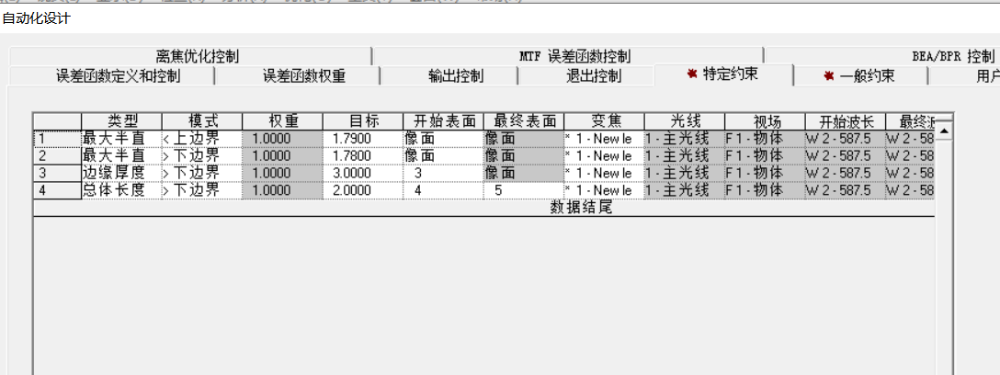 自动化设计
离焦优化控制 MTF 误差函数控制 BEA/BPR 控制
误差函数定义和控制 误差函数权重 输出控制 退出控制 特定约束 一般约束 用户
类型 模式 权重 目标 开始表面 最终表面 变焦 光线 视场 开始波长 最终
1 最大半直 < 上边界 1.0000 1.7900 像面 像面 * 1 - New le 1 - 主光线 F 1 - 物体 W 2 - 587.5 W 2 - 58
2 最大半直 > 下边界 1.0000 1.7800 像面 像面 * 1 - New le 1 - 主光线 F 1 - 物体 W 2 - 587.5 W 2 - 58
3 边缘厚度 > 下边界 1.0000 3.0000 3 像面 * 1 - New le 1 - 主光线 F 1 - 物体 W 2 - 587.5 W 2 - 58
4 总体长度 > 下边界 1.0000 2.0000 4 5 * 1 - New le 1 - 主光线 F 1 - 物体 W 2 - 587.5 W 2 - 58
数据结尾